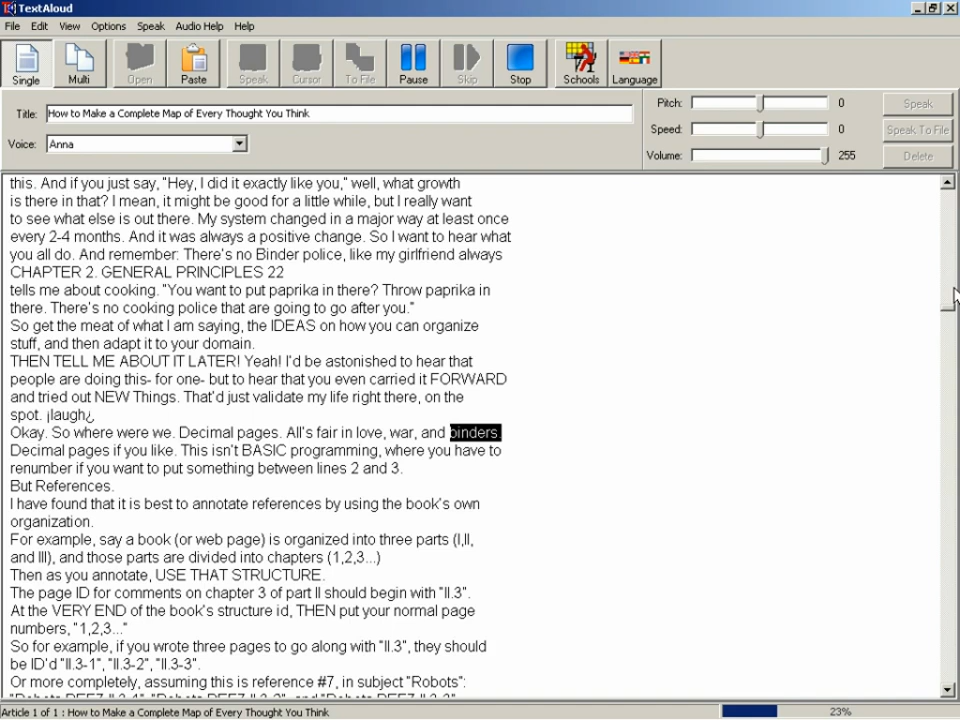 TextAloud
File Edit View Options Speak Audio Help Help
Single Multi Open Paste Speak Cursor To File Pause Skip Stop Schools Language
Title: How to Make a Complete Map of Every Thought You Think
Voice: Anna
Pitch: 0 Speak
Speed: 0 Speak To File
Volume: 255 Delete
this. And if you just say, "Hey, I did it exactly like you," well, what growth
is there in that? I mean, it might be good for a little while, but I really want
to see what else is out there. My system changed in a major way at least once
every 2-4 months. And it was always a positive change. So I want to hear what
you all do. And remember: There's no Binder police, like my girlfriend always
CHAPTER 2. GENERAL PRINCIPLES 22
tells me about cooking. "You want to put paprika in there? Throw paprika in
there. There's no cooking police that are going to go after you."
So get the meat of what I am saying, the IDEAS on how you can organize
stuff, and then adapt it to your domain.
THEN TELL ME ABOUT IT LATER! Yeah! I'd be astonished to hear that
people are doing this- for one- but to hear that you even carried it FORWARD
and tried out NEW Things. That'd just validate my life right there, on the
spot. ¡laugh¿
Okay. So where were we. Decimal pages. All's fair in love, war, and binders.
Decimal pages if you like. This isn't BASIC programming, where you have to
renumber if you want to put something between lines 2 and 3.
But References.
I have found that it is best to annotate references by using the book's own
organization.
For example, say a book (or web page) is organized into three parts (I,II,
and III), and those parts are divided into chapters (1,2,3...)
Then as you annotate, USE THAT STRUCTURE.
The page ID for comments on chapter 3 of part II should begin with "II.3".
At the VERY END of the book's structure id, THEN put your normal page
numbers, "1,2,3..."
So for example, if you wrote three pages to go along with "II.3", they should
be ID'd "II.3-1", "II.3-2", "II.3-3".
Or more completely, assuming this is reference #7, in subject "Robots":
Article 1 of 1 : How to Make a Complete Map of Every Thought You Think 23%